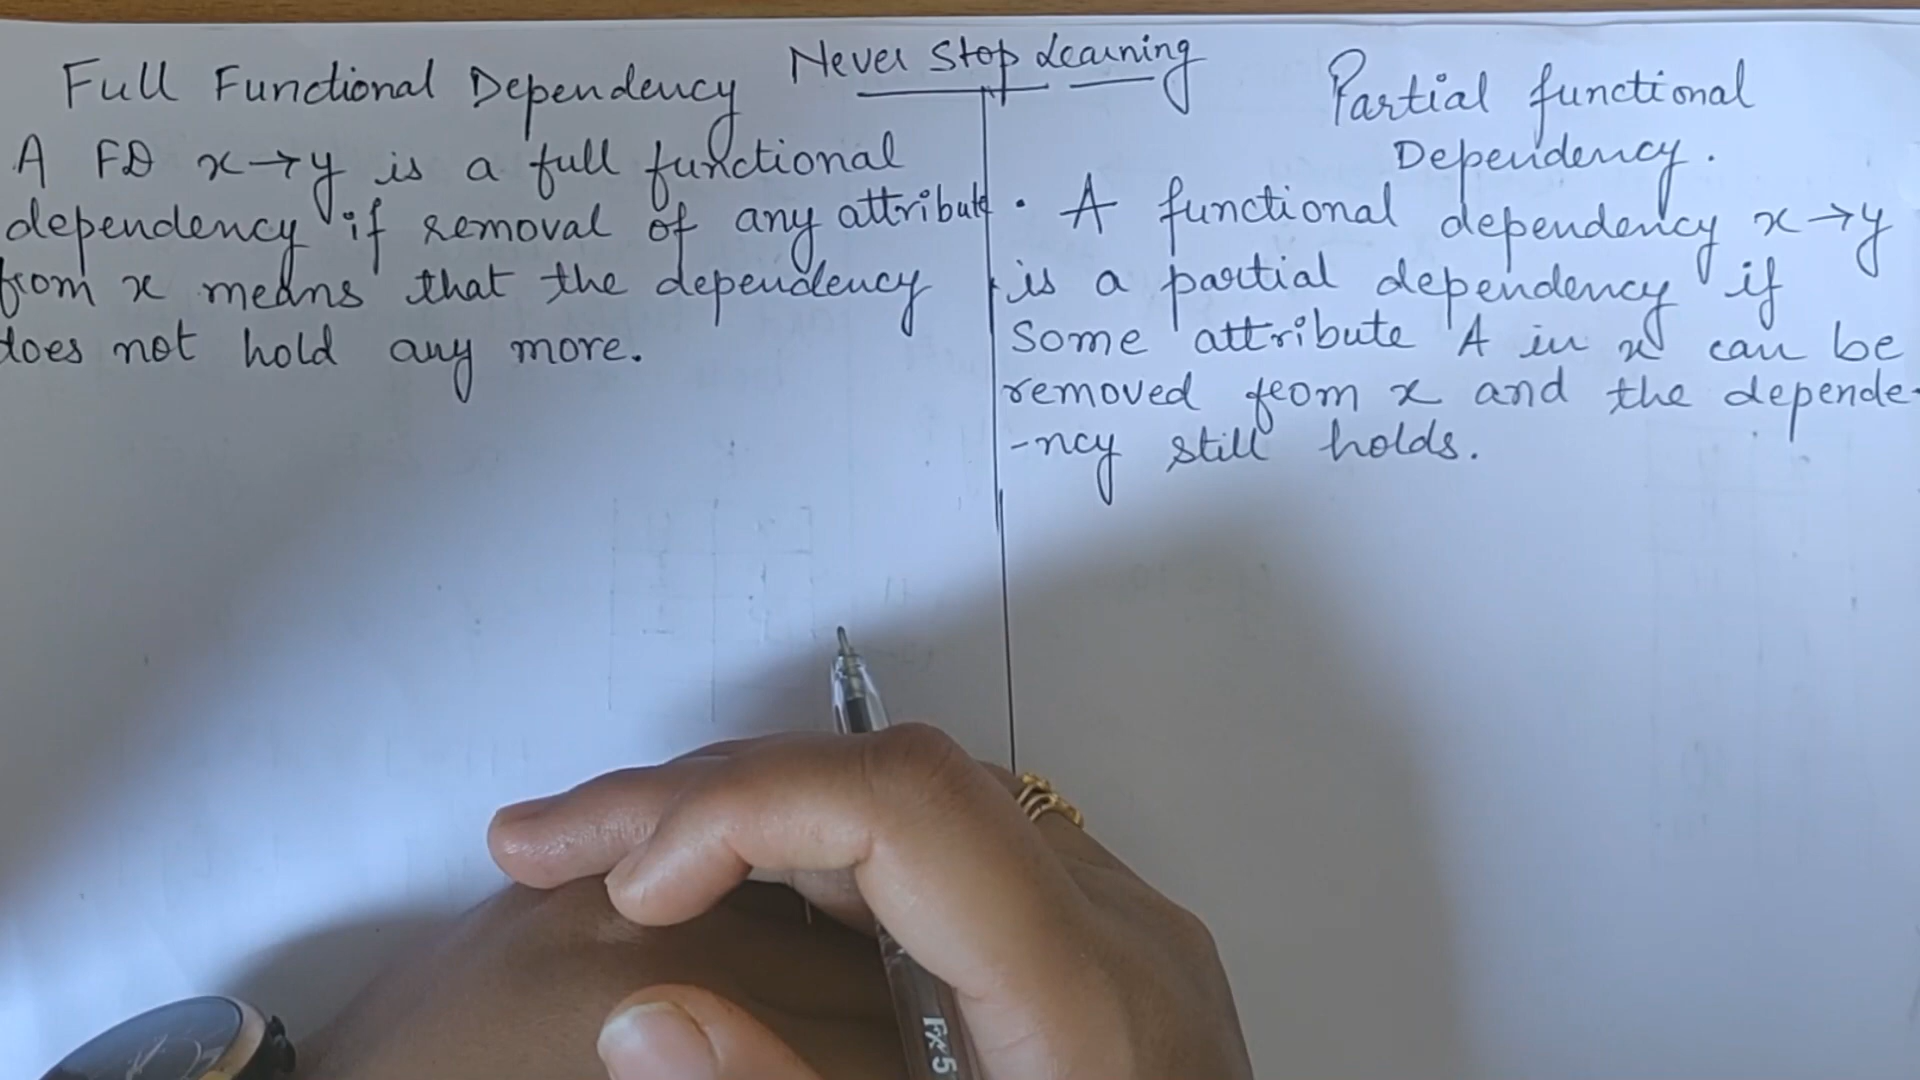 Never Stop Learning
Full Functional Dependency
A FD x→y is a full functional
dependency if removal of any attribute
from x means that the dependency
does not hold any more.
Partial functional
Dependency.
. A functional dependency x→y
is a partial dependency if
some attribute A in x can be
removed from x and the depende-
-ncy still holds.
Fx 5